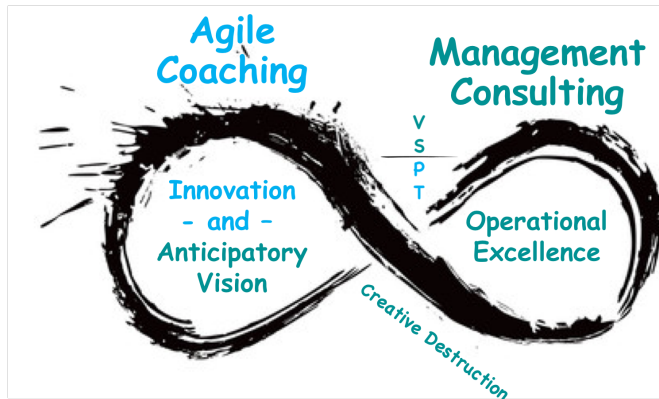 Agile
Coaching
Management
Consulting
V
S
P
T
Innovation
- and –
Anticipatory
Vision
Operational
Excellence
Creative Destruction